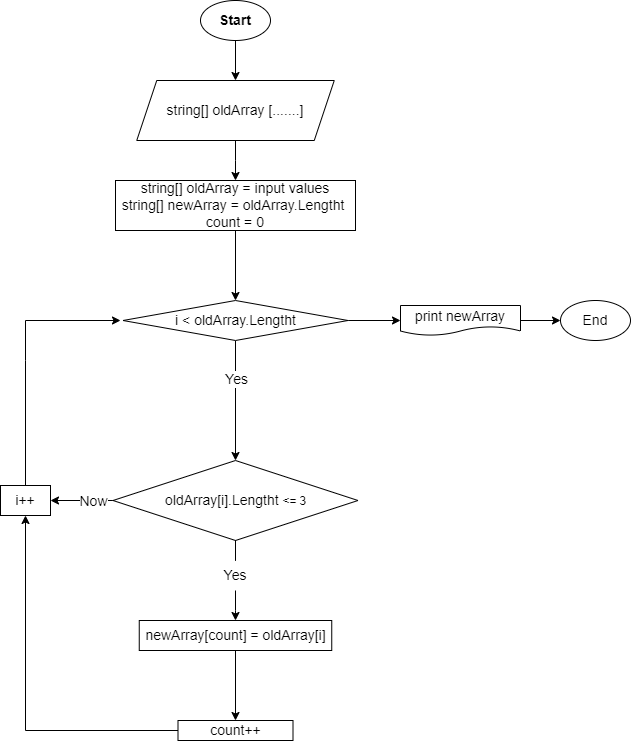 Start
string[] oldArray [.......]
string[] oldArray = input values
string[] newArray = oldArray.Lengtht
count = 0
i < oldArray.Lengtht
print newArray
End
Yes
oldArray[i].Lengtht <= 3
Now
i++
Yes
newArray[count] = oldArray[i]
count++